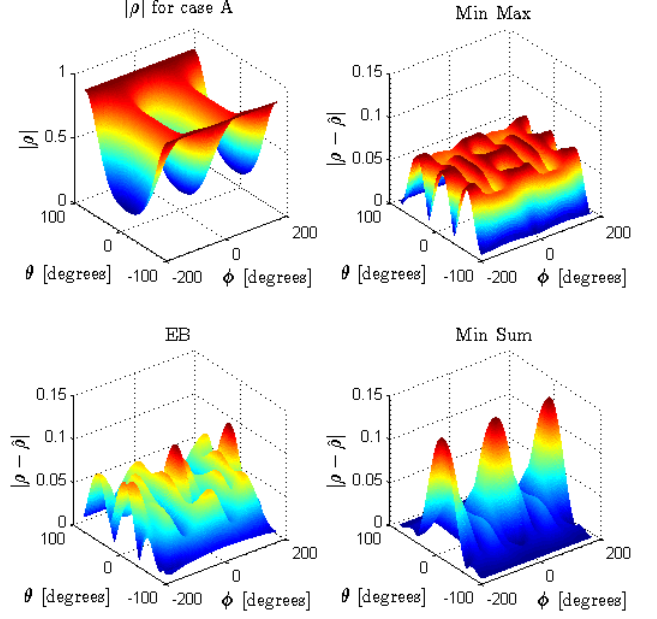 |ρ| for case A
Min Max
1
0.5
0
|ρ|
100
0
-100
θ [degrees]
-200
0
200
ϕ [degrees]
0.15
0.1
0.05
0
|ρ − ρ̂|
100
0
-100
θ [degrees]
-200
0
200
ϕ [degrees]
EB
Min Sum
0.15
0.1
0.05
0
|ρ − ρ̂|
100
0
-100
θ [degrees]
-200
0
200
ϕ [degrees]
0.15
0.1
0.05
0
|ρ − ρ̂|
100
0
-100
θ [degrees]
-200
0
200
ϕ [degrees]